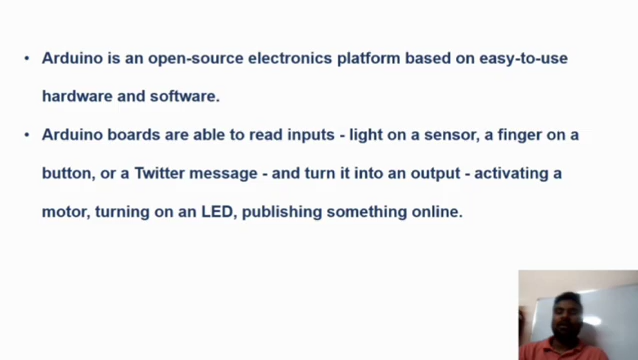 • Arduino is an open-source electronics platform based on easy-to-use
hardware and software.
• Arduino boards are able to read inputs - light on a sensor, a finger on a
button, or a Twitter message - and turn it into an output - activating a
motor, turning on an LED, publishing something online.